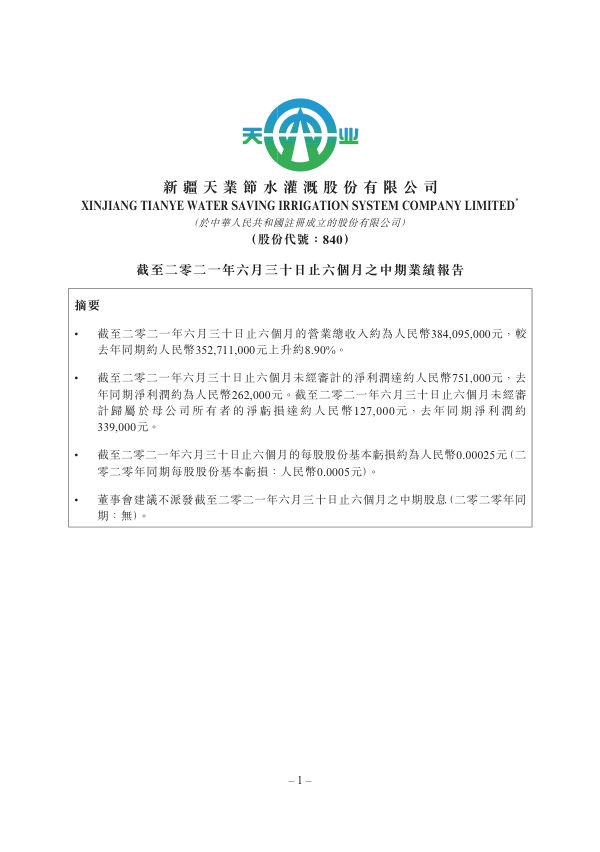 天业
新疆天業節水灌溉股份有限公司
XINJIANG TIANYE WATER SAVING IRRIGATION SYSTEM COMPANY LIMITED*
(於中華人民共和國註冊成立的股份有限公司)
(股份代號：840)
截至二零二一年六月三十日止六個月之中期業績報告
摘要
• 截至二零二一年六月三十日止六個月的營業總收入約為人民幣384,095,000元，較
去年同期約人民幣352,711,000元上升約8.90%。
• 截至二零二一年六月三十日止六個月未經審計的淨利潤達約人民幣751,000元，去
年同期淨利潤約為人民幣262,000元。截至二零二一年六月三十日止六個月未經審
計歸屬於母公司所有者的淨虧損達約人民幣127,000元，去年同期淨利潤約
339,000元。
• 截至二零二一年六月三十日止六個月的每股股份基本虧損約為人民幣0.00025元(二
零二零年同期每股股份基本虧損：人民幣0.0005元)。
• 董事會建議不派發截至二零二一年六月三十日止六個月之中期股息(二零二零年同
期：無)。
– 1 –